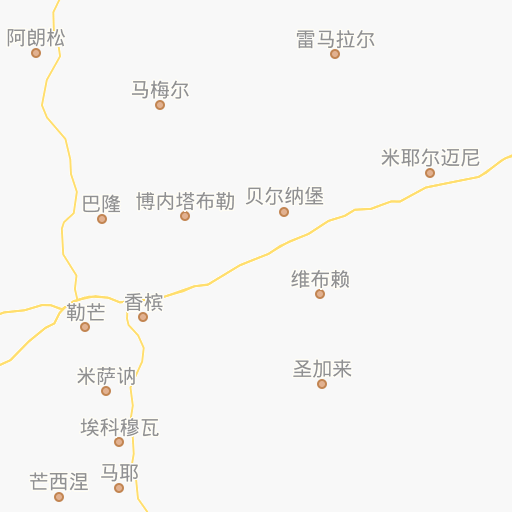 阿朗松
雷马拉尔
马梅尔
米耶尔迈尼
巴隆
博内塔布勒
贝尔纳堡
维布赖
香槟
勒芒
圣加来
米萨讷
埃科穆瓦
马耶
芒西涅